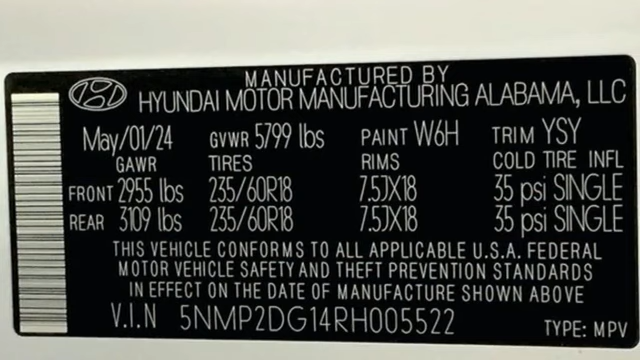 MANUFACTURED BY
HYUNDAI MOTOR MANUFACTURING ALABAMA, LLC
May/01/24 GVWR 5799 lbs PAINT W6H TRIM YSY
GAWR TIRES RIMS COLD TIRE INFL
FRONT 2955 lbs 235/60R18 7.5JX18 35 psi SINGLE
REAR 3109 lbs 235/60R18 7.5JX18 35 psi SINGLE
THIS VEHICLE CONFORMS TO ALL APPLICABLE U.S.A. FEDERAL
MOTOR VEHICLE SAFETY AND THEFT PREVENTION STANDARDS
IN EFFECT ON THE DATE OF MANUFACTURE SHOWN ABOVE
V.I.N 5NMP2DG14RH005522 TYPE: MPV